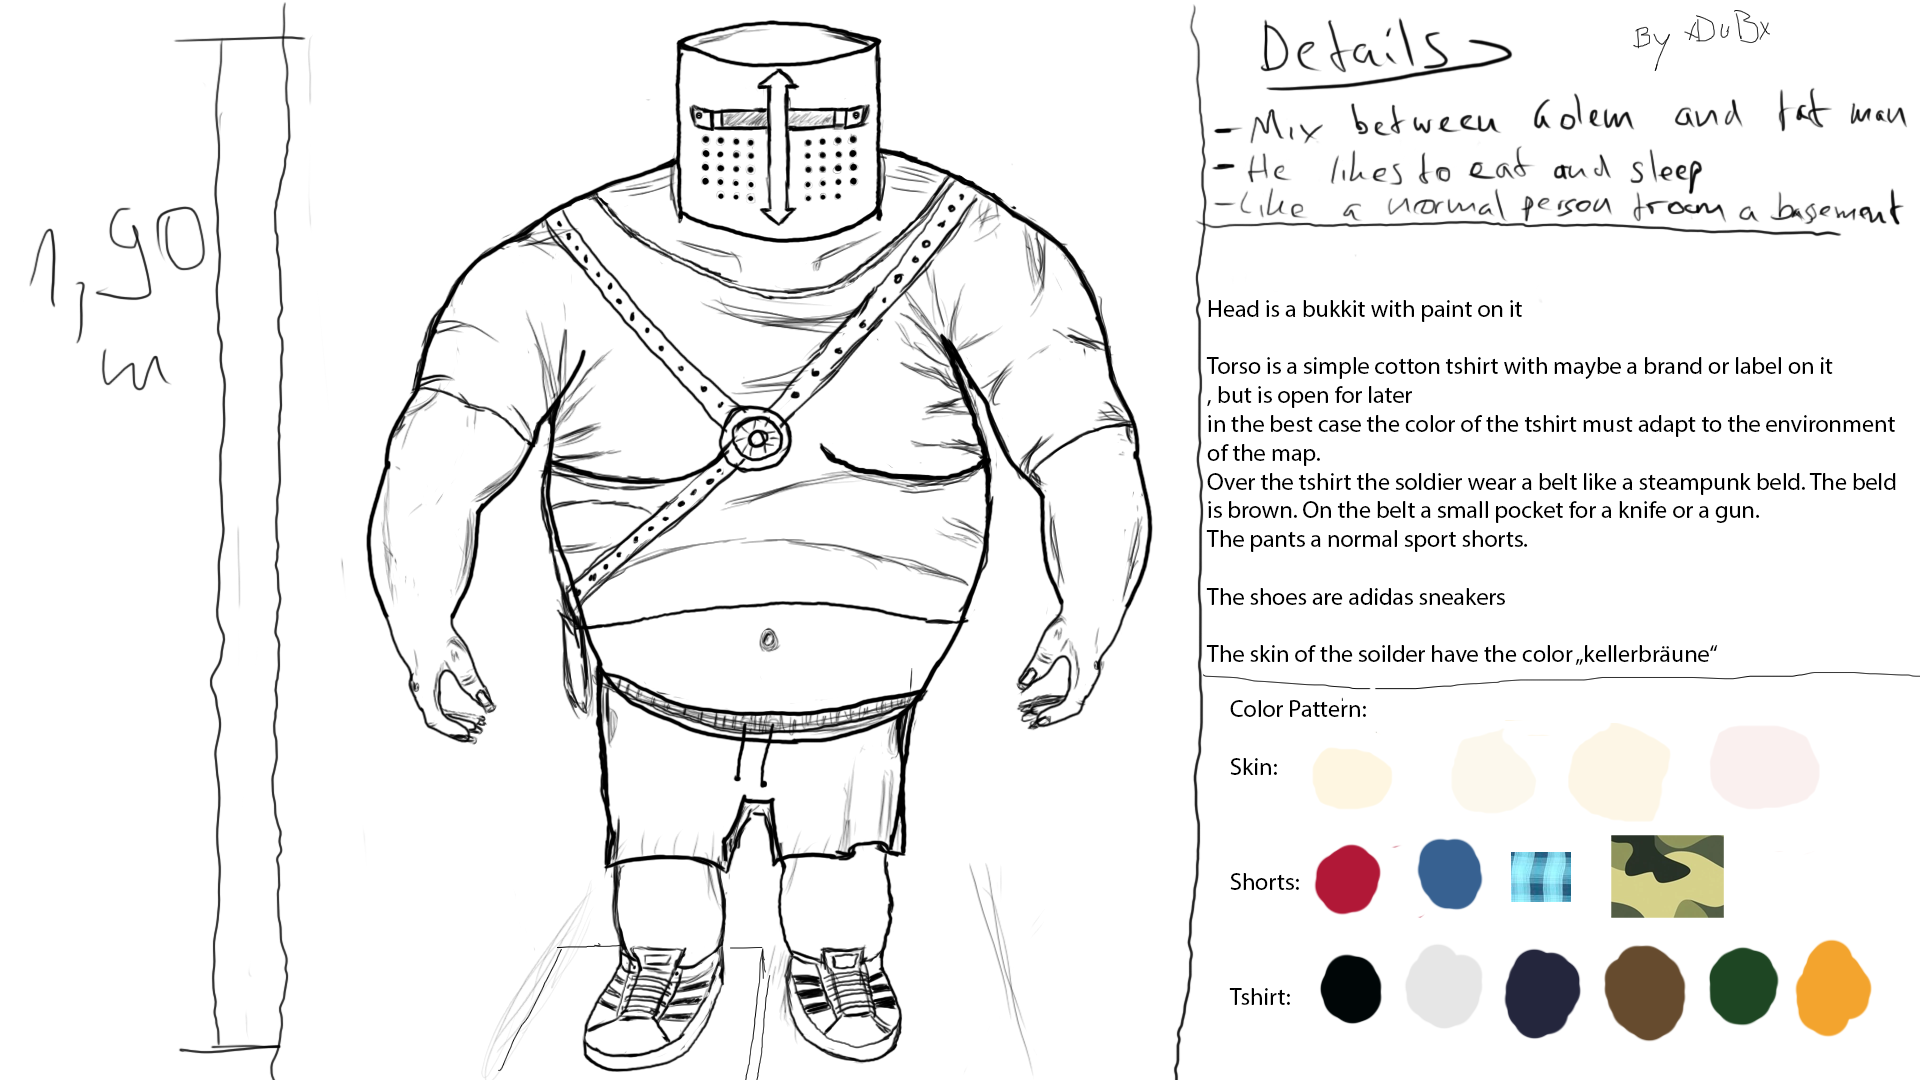 1,90
m
Details
By xDuBx
- Mix between Golem and fat man
- He likes to eat and sleep
- Like a normal person from a basement
Head is a bukkit with paint on it
Torso is a simple cotton tshirt with maybe a brand or label on it
, but is open for later
in the best case the color of the tshirt must adapt to the environment
of the map.
Over the tshirt the soldier wear a belt like a steampunk beld. The beld
is brown. On the belt a small pocket for a knife or a gun.
The pants a normal sport shorts.
The shoes are adidas sneakers
The skin of the soilder have the color „kellerbräune“
Color Pattern:
Skin:
Shorts:
Tshirt: